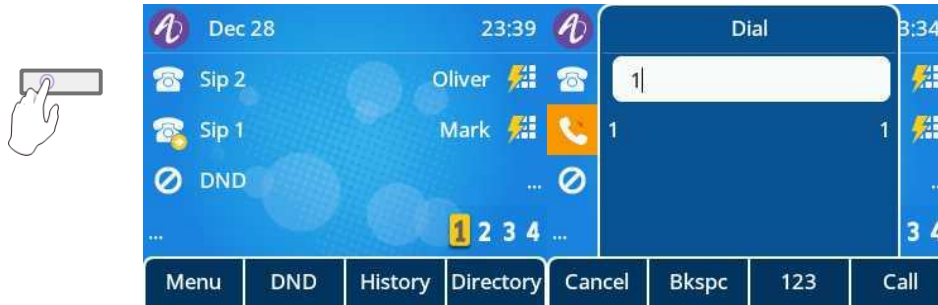 Dec 28 23:39
Sip 2 Oliver
Sip 1 Mark
DND ...
... 1 2 3 4
Menu DND History Directory
Dial 3:34
1
1 1
...
... 3 4
Cancel Bkspc 123 Call